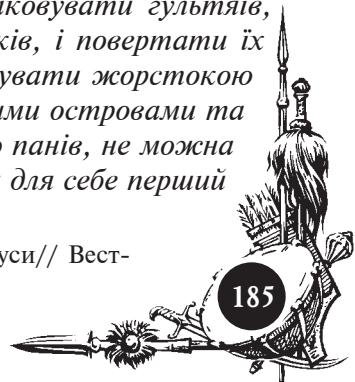 ковувати гультяїв,
ків, і повертати їх
увати жорстокою
ими островами та
панів, не можна
для себе перший
уси// Вест-
185